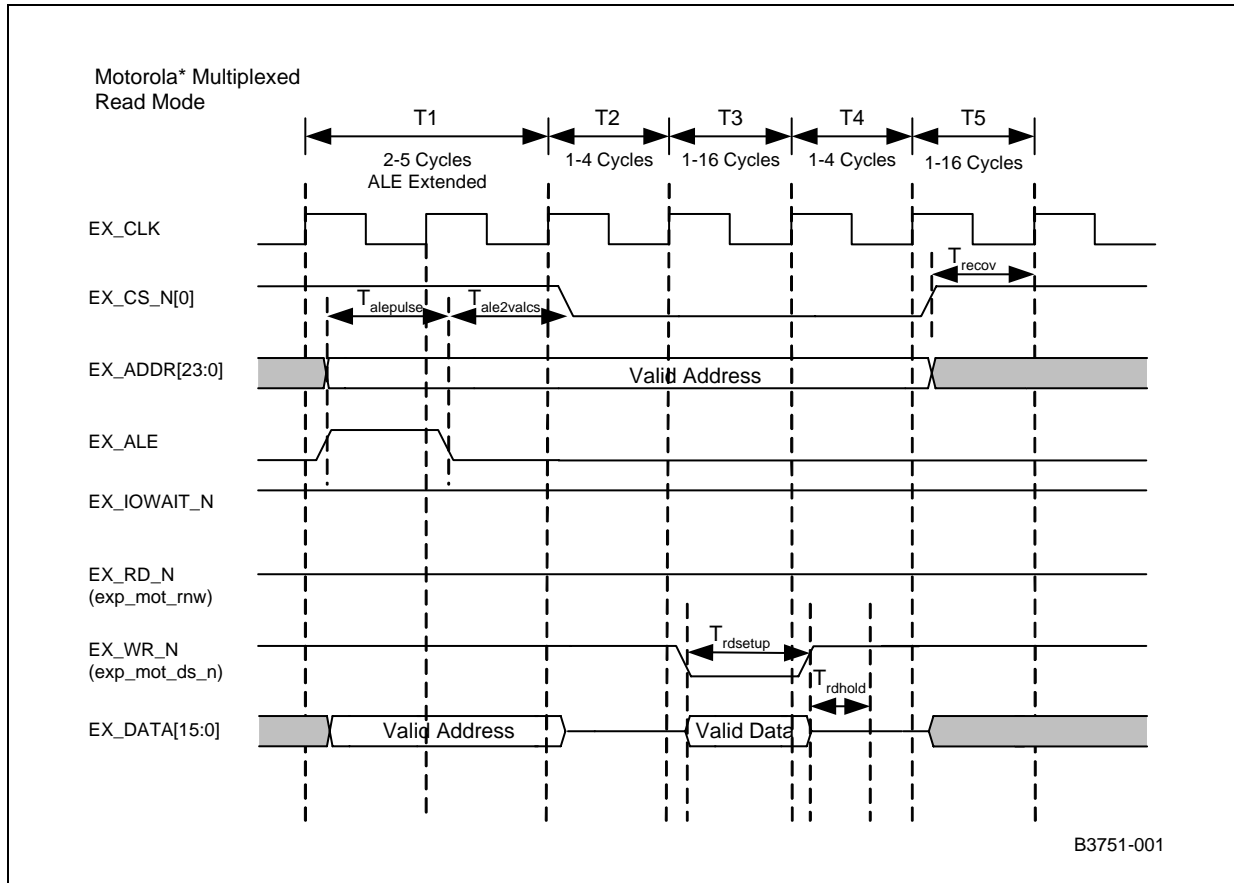 Motorola* Multiplexed
Read Mode
T1
T2
T3
T4
T5
2-5 Cycles
ALE Extended
1-4 Cycles
1-16 Cycles
1-4 Cycles
1-16 Cycles
EX_CLK
Trecov
EX_CS_N[0]
Talepulse
Tale2valcs
EX_ADDR[23:0]
Valid Address
EX_ALE
EX_IOWAIT_N
EX_RD_N
(exp_mot_rnw)
EX_WR_N
(exp_mot_ds_n)
Trdsetup
Trdhold
EX_DATA[15:0]
Valid Address
Valid Data
B3751-001